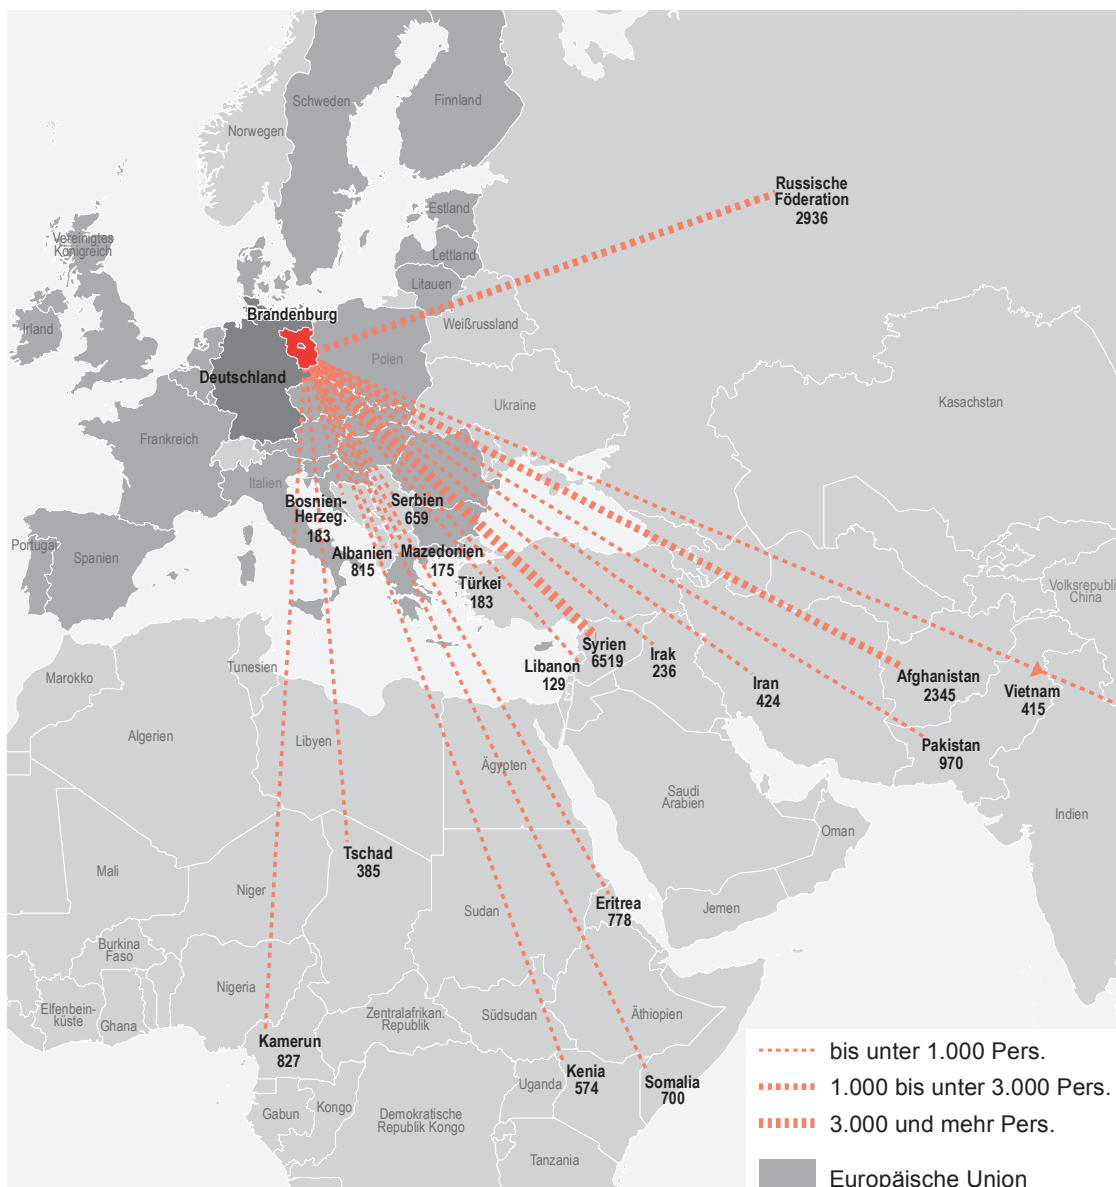 Schweden
Finnland
Norwegen
Russische
Föderation
2936
Estland
Vereinigtes
Königreich
Lettland
Litauen
Brandenburg
Irland
Weißrussland
Polen
Deutschland
Ukraine
Kasachstan
Frankreich
Italien
Bosnien-
Herzeg.
183
Serbien
659
Portugal
Spanien
Albanien
815
Mazedonien
175
Türkei
183
Volksrepubli
China
Syrien
6519
Irak
236
Libanon
129
Iran
424
Afghanistan
2345
Vietnam
415
Marokko
Tunesien
Algerien
Libyen
Ägypten
Pakistan
970
Saudi
Arabien
Indien
Oman
Tschad
385
Mali
Niger
Sudan
Eritrea
778
Jemen
Burkina
Faso
Nigeria
Elfenbein-
küste
Ghana
Zentralafrikan.
Republik
Südsudan
Äthiopien
Kamerun
827
Kenia
574
Somalia
700
Uganda
Gabun
Kongo
Demokratische
Republik Kongo
Tanzania
bis unter 1.000 Pers.
1.000 bis unter 3.000 Pers.
3.000 und mehr Pers.
Europäische Union